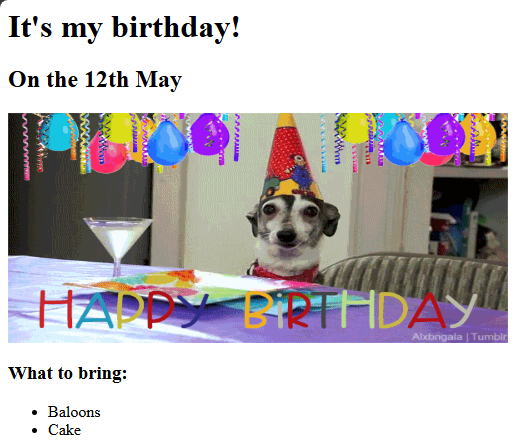 It's my birthday!
On the 12th May
HAPPY BiRTHDAY
Alxbngala | Tumblr
What to bring:
Baloons
Cake